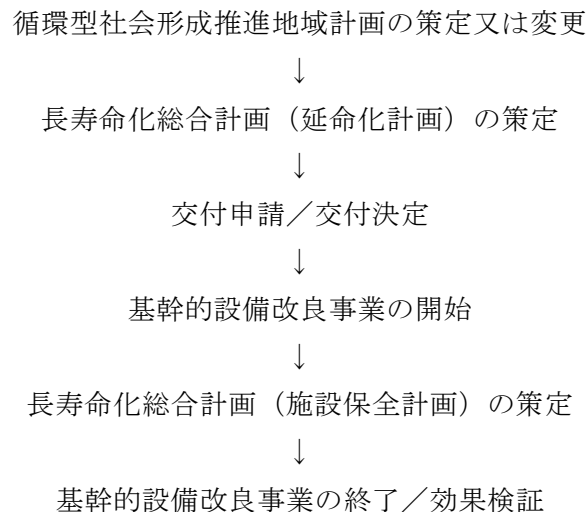 循環型社会形成推進地域計画の策定又は変更
↓
長寿命化総合計画（延命化計画）の策定
↓
交付申請／交付決定
↓
基幹的設備改良事業の開始
↓
長寿命化総合計画（施設保全計画）の策定
↓
基幹的設備改良事業の終了／効果検証